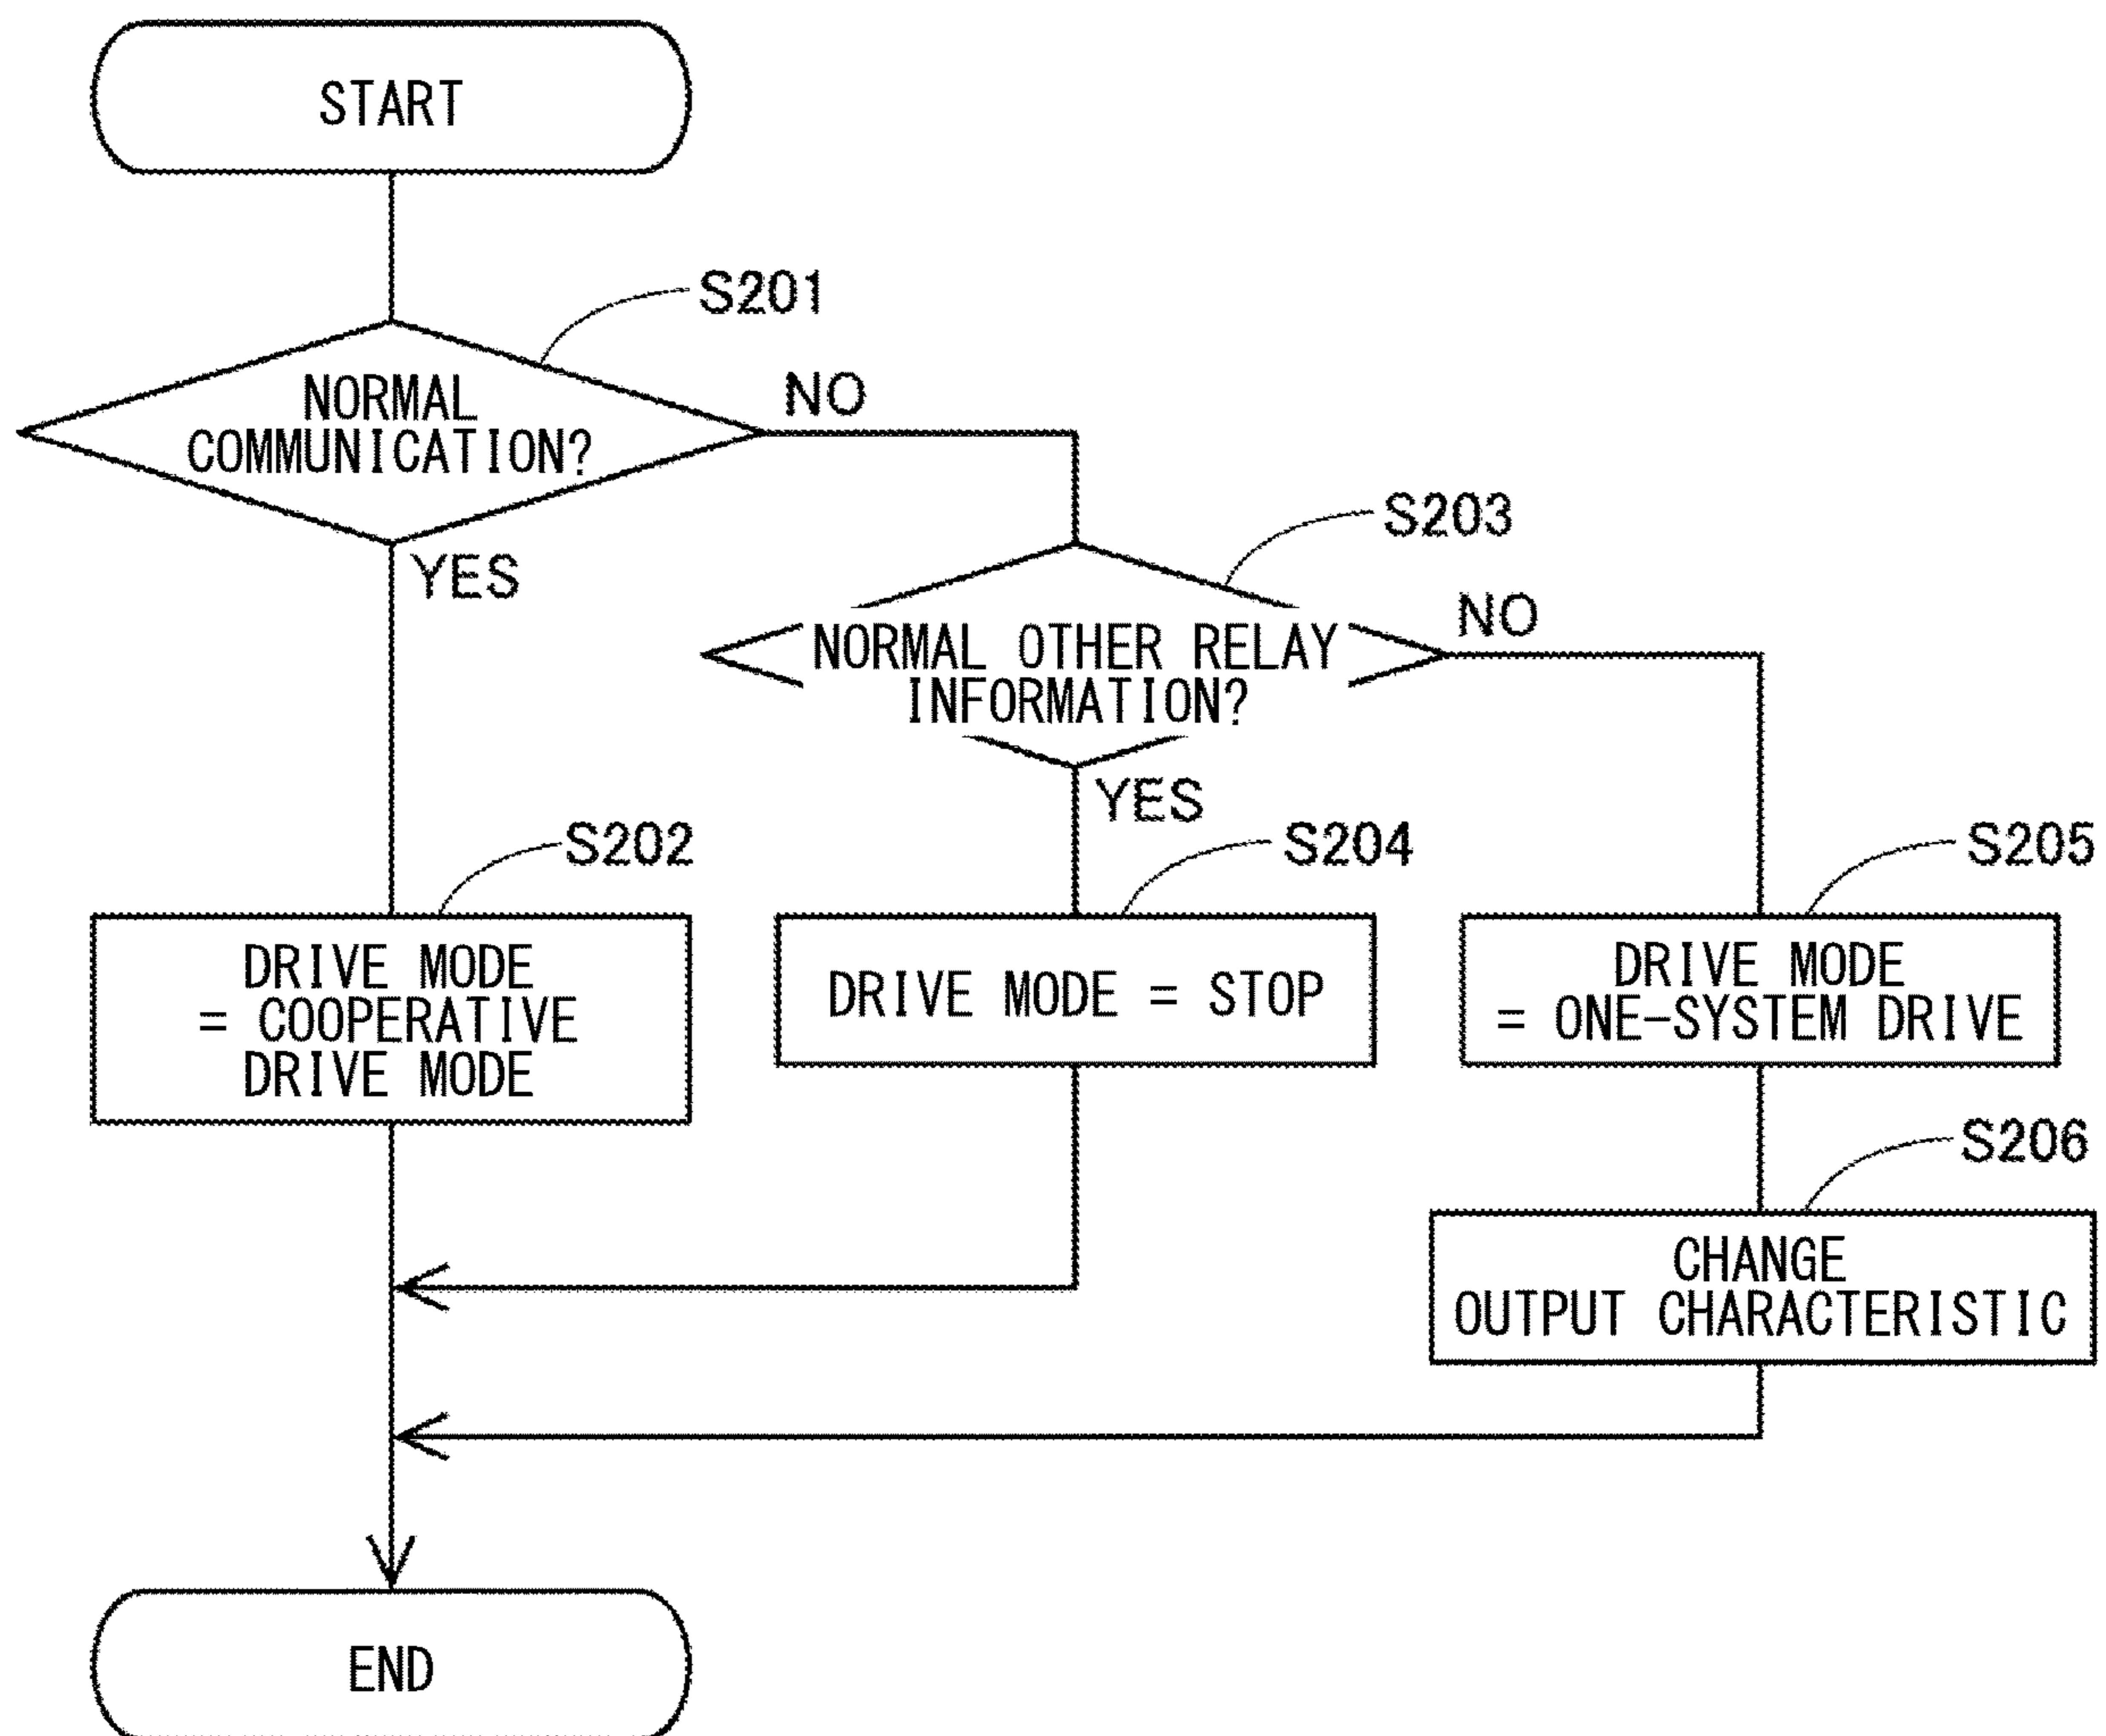 START
S201
NORMAL
COMMUNICATION?
NO
YES
S203
NORMAL OTHER RELAY
INFORMATION?
NO
YES
S202
DRIVE MODE
= COOPERATIVE
DRIVE MODE
S204
DRIVE MODE = STOP
S205
DRIVE MODE
= ONE-SYSTEM DRIVE
S206
CHANGE
OUTPUT CHARACTERISTIC
END